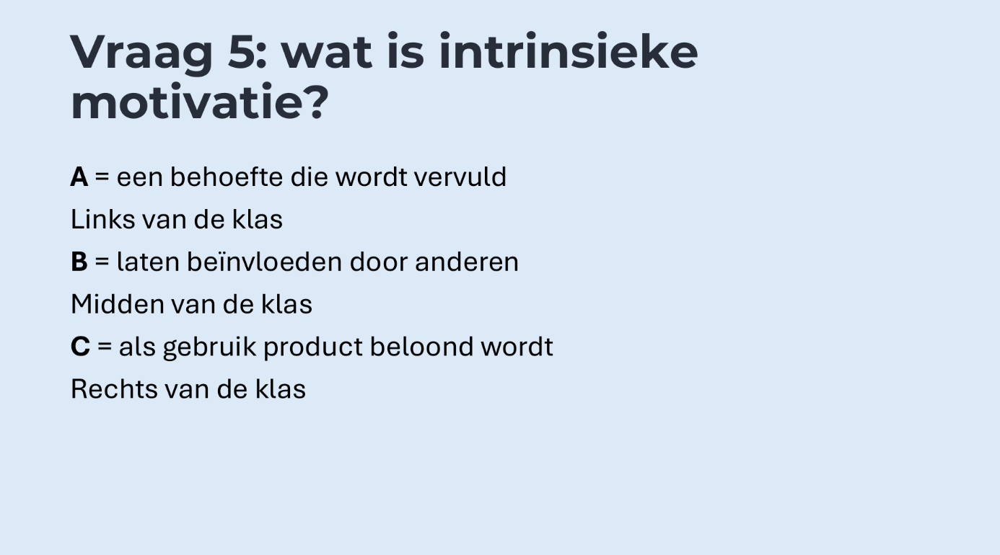 Vraag 5: wat is intrinsieke
motivatie?
A = een behoefte die wordt vervuld
Links van de klas
B = laten beïnvloeden door anderen
Midden van de klas
C = als gebruik product beloond wordt
Rechts van de klas